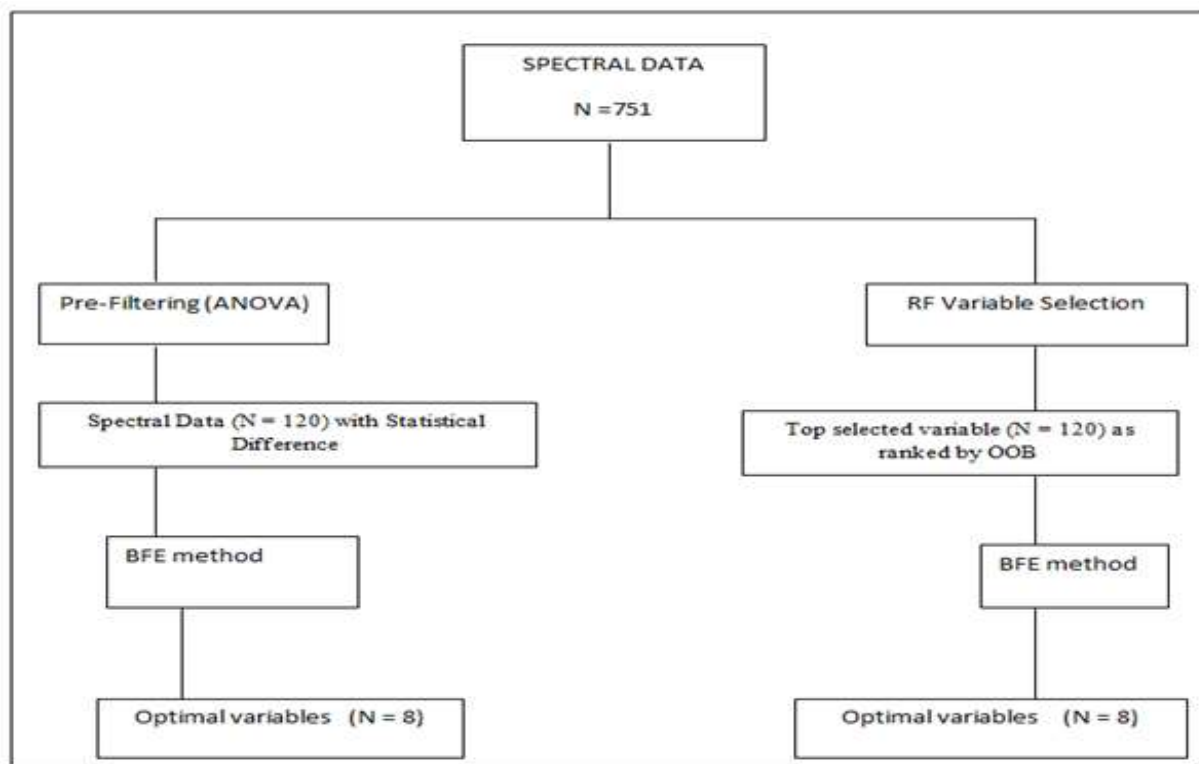 SPECTRAL DATA
N =751
Pre-Filtering (ANOVA)
RF Variable Selection
Spectral Data (N = 120) with Statistical
Difference
Top selected variable (N = 120) as
ranked by OOB
BFE method
BFE method
Optimal variables (N = 8)
Optimal variables (N = 8)